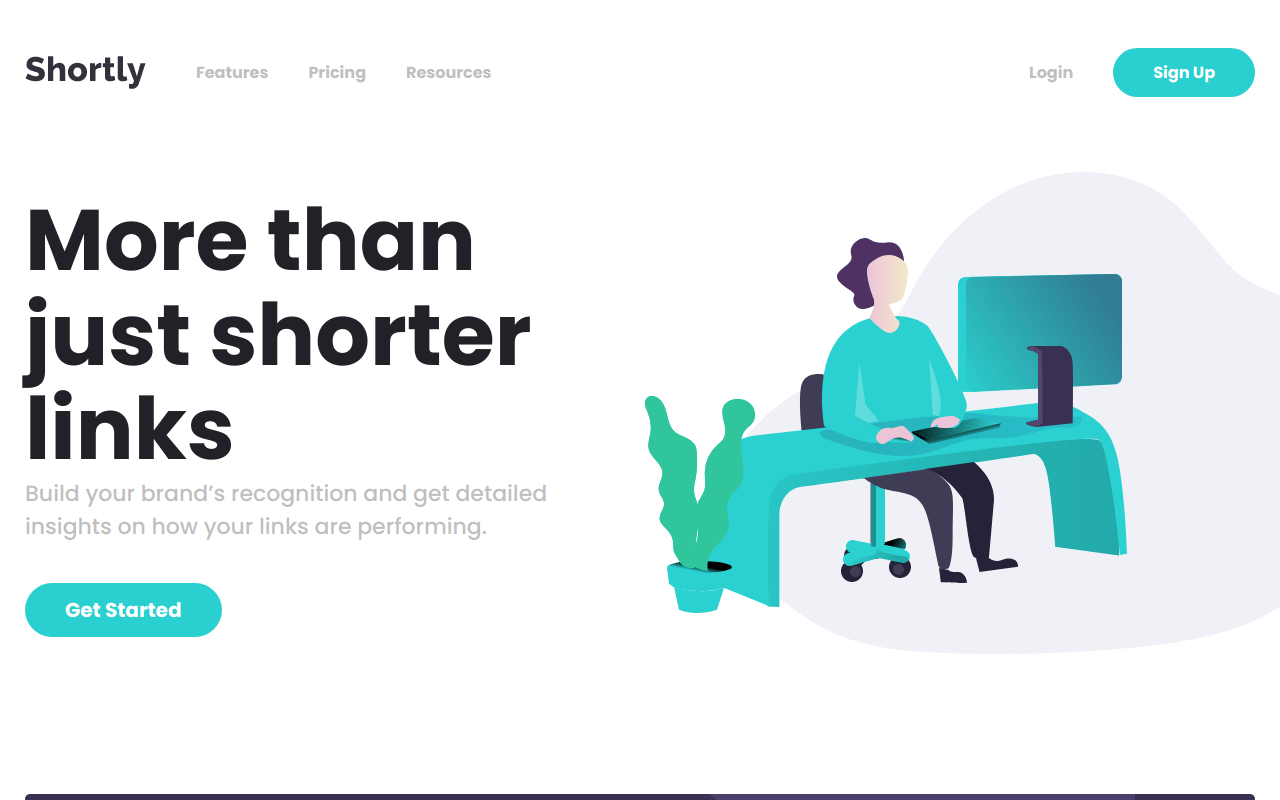 Shortly
Features
Pricing
Resources
Login
Sign Up
More than
just shorter
links
Build your brand’s recognition and get detailed
insights on how your links are performing.
Get Started